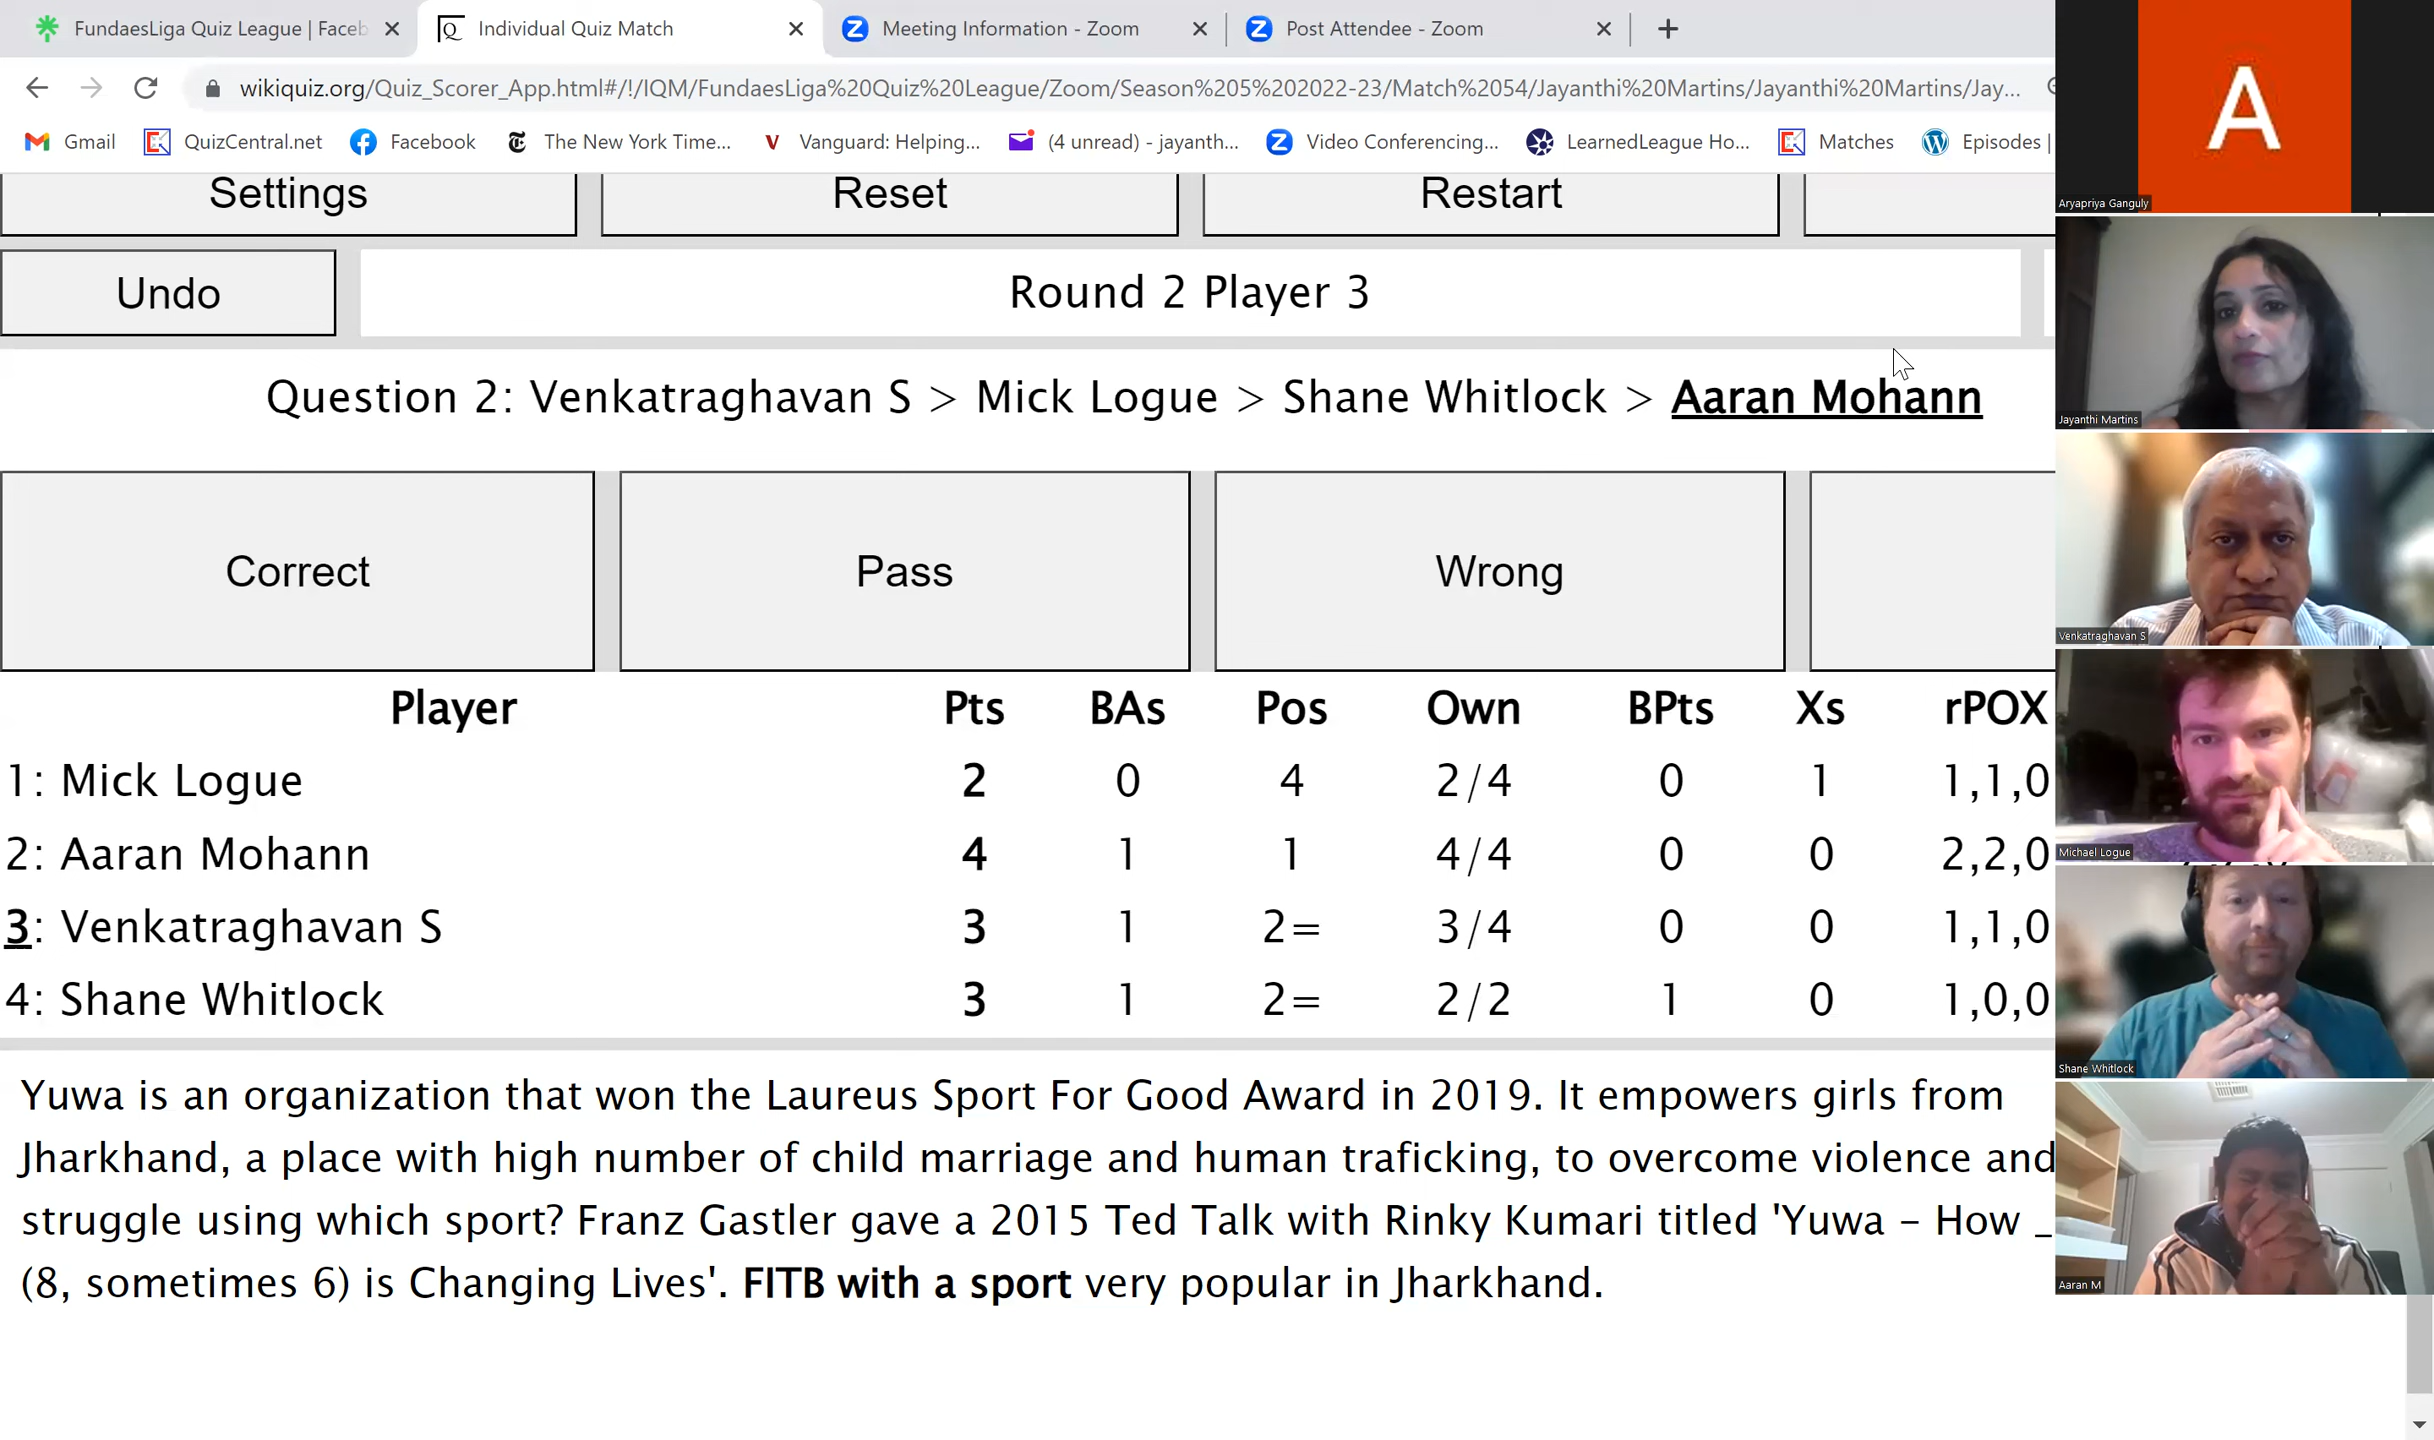 FundaesLiga Quiz League | Faceb
Individual Quiz Match
Meeting Information - Zoom
Post Attendee - Zoom
wikiquiz.org/Quiz_Scorer_App.html#/!/IQM/FundaesLiga%20Quiz%20League/Zoom/Season%205%202022-23/Match%2054/Jayanthi%20Martins/Jayanthi%20Martins/Jay...
Gmail
QuizCentral.net
Facebook
The New York Time...
Vanguard: Helping...
(4 unread) - jayanth...
Video Conferencing...
LearnedLeague Ho...
Matches
Episodes |
Settings
Reset
Restart
Undo
Round 2 Player 3
Question 2: Venkatraghavan S > Mick Logue > Shane Whitlock > Aaran Mohann
Correct
Pass
Wrong
Player Pts BAs Pos Own BPts Xs rPOX
1: Mick Logue 2 0 4 2/4 0 1 1,1,0
2: Aaran Mohann 4 1 1 4/4 0 0 2,2,0
3: Venkatraghavan S 3 1 2= 3/4 0 0 1,1,0
4: Shane Whitlock 3 1 2= 2/2 1 0 1,0,0
Yuwa is an organization that won the Laureus Sport For Good Award in 2019. It empowers girls from
Jharkhand, a place with high number of child marriage and human traficking, to overcome violence and
struggle using which sport? Franz Gastler gave a 2015 Ted Talk with Rinky Kumari titled 'Yuwa – How _
(8, sometimes 6) is Changing Lives'. FITB with a sport very popular in Jharkhand.
A
Aryapriya Ganguly
Jayanthi Martins
Venkatraghavan S
Michael Logue
Shane Whitlock
Aaran M